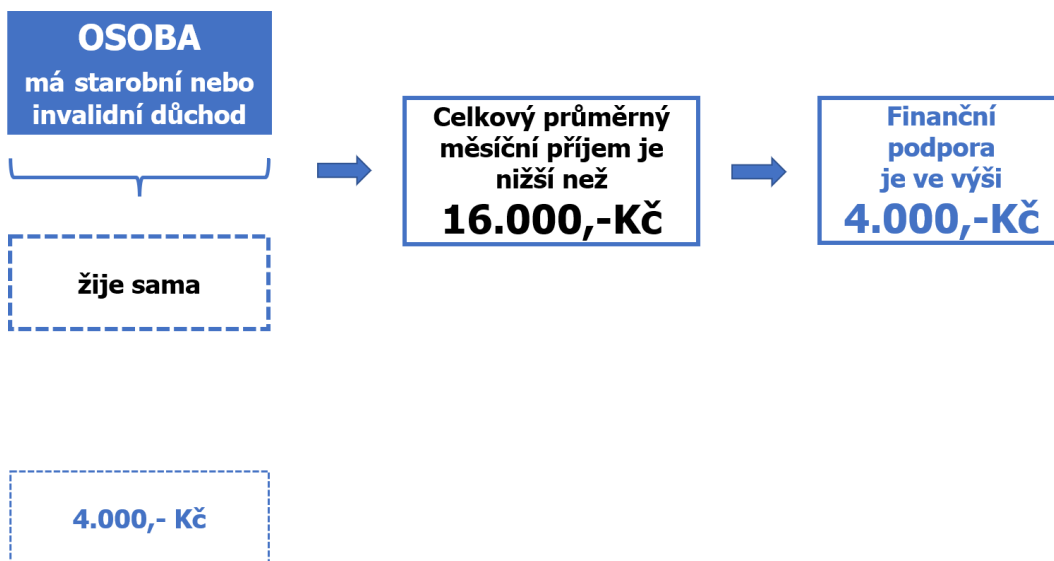 OSOBA
má starobní nebo
invalidní důchod
žije sama
Celkový průměrný
měsíční příjem je
nižší než
16.000,-Kč
Finanční
podpora
je ve výši
4.000,-Kč
4.000,- Kč